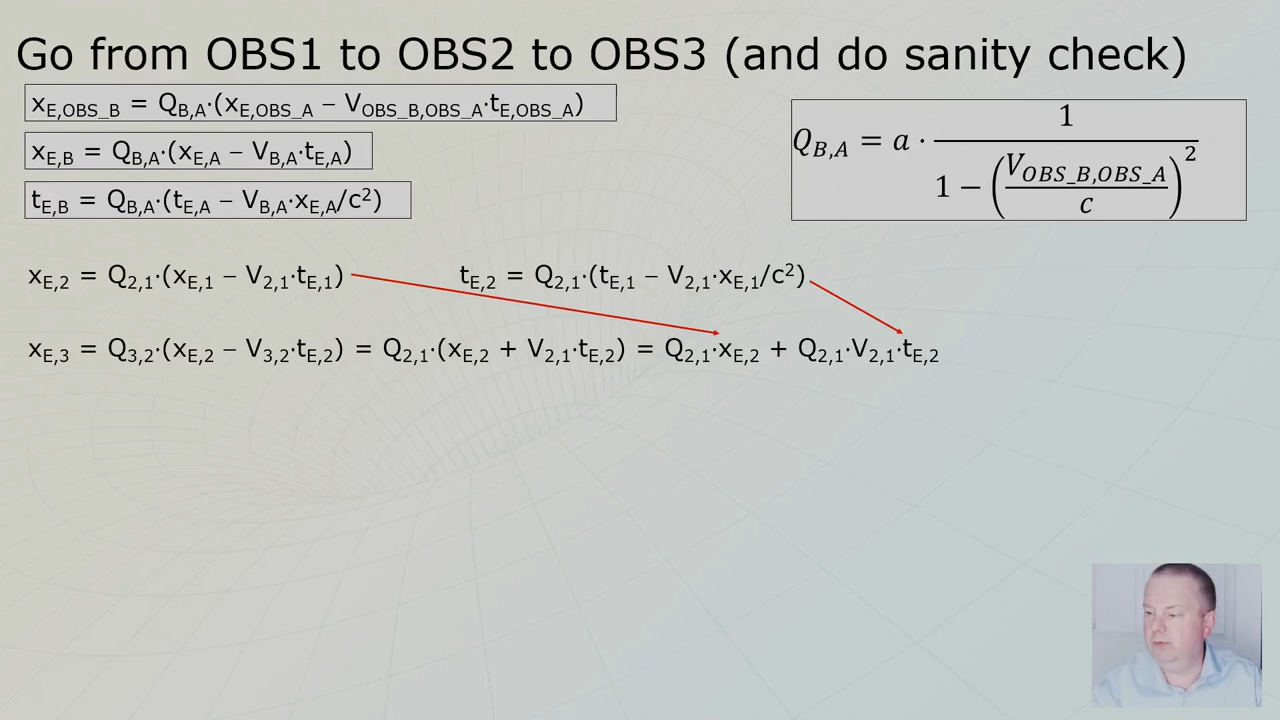 Go from OBS1 to OBS2 to OBS3 (and do sanity check)
x_E,OBS_B = Q_B,A·(x_E,OBS_A – V_OBS_B,OBS_A·t_E,OBS_A)
x_E,B = Q_B,A·(x_E,A – V_B,A·t_E,A)
t_E,B = Q_B,A·(t_E,A – V_B,A·x_E,A/c²)
Q_B,A = a · 1 / (1 − (V_OBS_B,OBS_A / c)²)
x_E,2 = Q_2,1·(x_E,1 – V_2,1·t_E,1) t_E,2 = Q_2,1·(t_E,1 – V_2,1·x_E,1/c²)
x_E,3 = Q_3,2·(x_E,2 – V_3,2·t_E,2) = Q_2,1·(x_E,2 + V_2,1·t_E,2) = Q_2,1·x_E,2 + Q_2,1·V_2,1·t_E,2